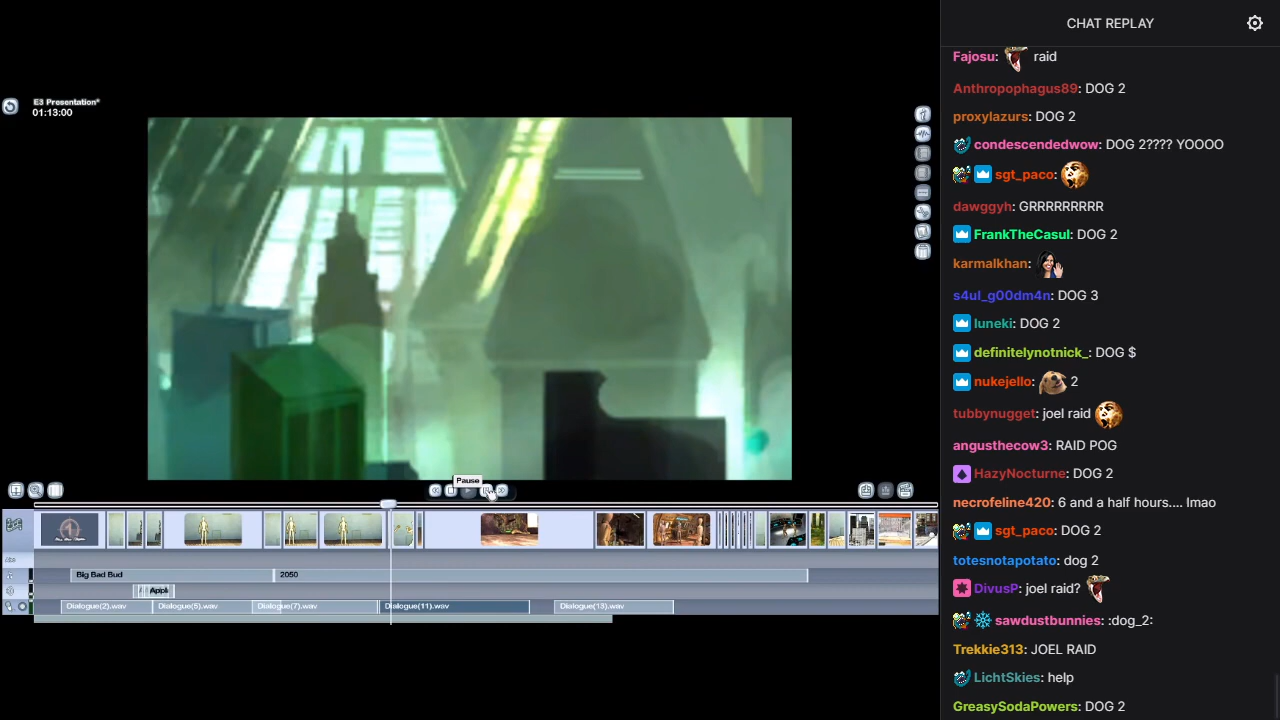 E3 Presentation*
01:13:00
Pause
Big Bad Bud
2050
Appl
Dialogue(2).wav
Dialogue(5).wav
Dialogue(7).wav
Dialogue(11).wav
Dialogue(13).wav
CHAT REPLAY
Fajosu: raid
Anthropophagus89: DOG 2
proxylazurs: DOG 2
condescendedwow: DOG 2???? YOOOO
sgt_paco:
dawggyh: GRRRRRRRRR
FrankTheCasul: DOG 2
karmalkhan:
s4ul_g00dm4n: DOG 3
luneki: DOG 2
definitelynotnick_: DOG $
nukejello: 2
tubbynugget: joel raid
angusthecow3: RAID POG
HazyNocturne: DOG 2
necrofeline420: 6 and a half hours.... lmao
sgt_paco: DOG 2
totesnotapotato: dog 2
DivusP: joel raid?
sawdustbunnies: :dog_2:
Trekkie313: JOEL RAID
LichtSkies: help
GreasySodaPowers: DOG 2